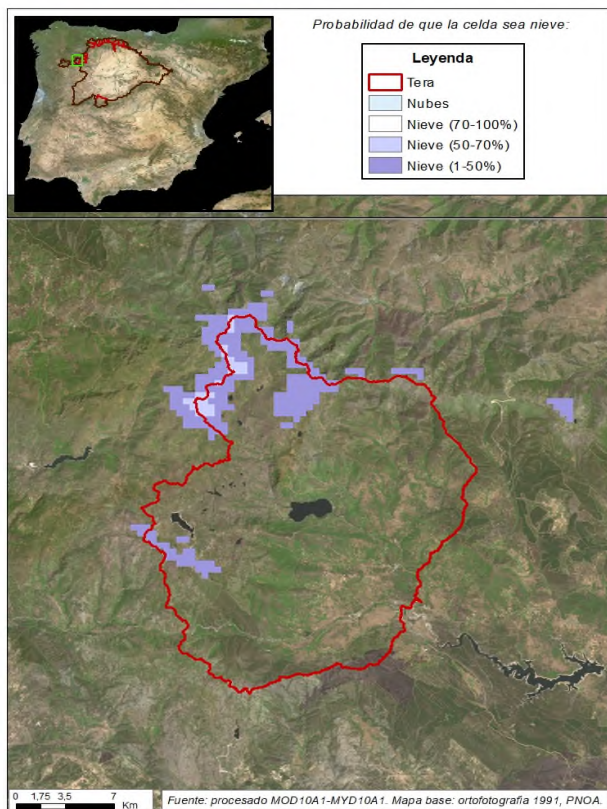 Probabilidad de que la celda sea nieve:
Leyenda
Tera
Nubes
Nieve (70-100%)
Nieve (50-70%)
Nieve (1-50%)
0 1,75 3,5 7
Km
Fuente: procesado MOD10A1-MYD10A1. Mapa base: ortofotografia 1991, PNOA